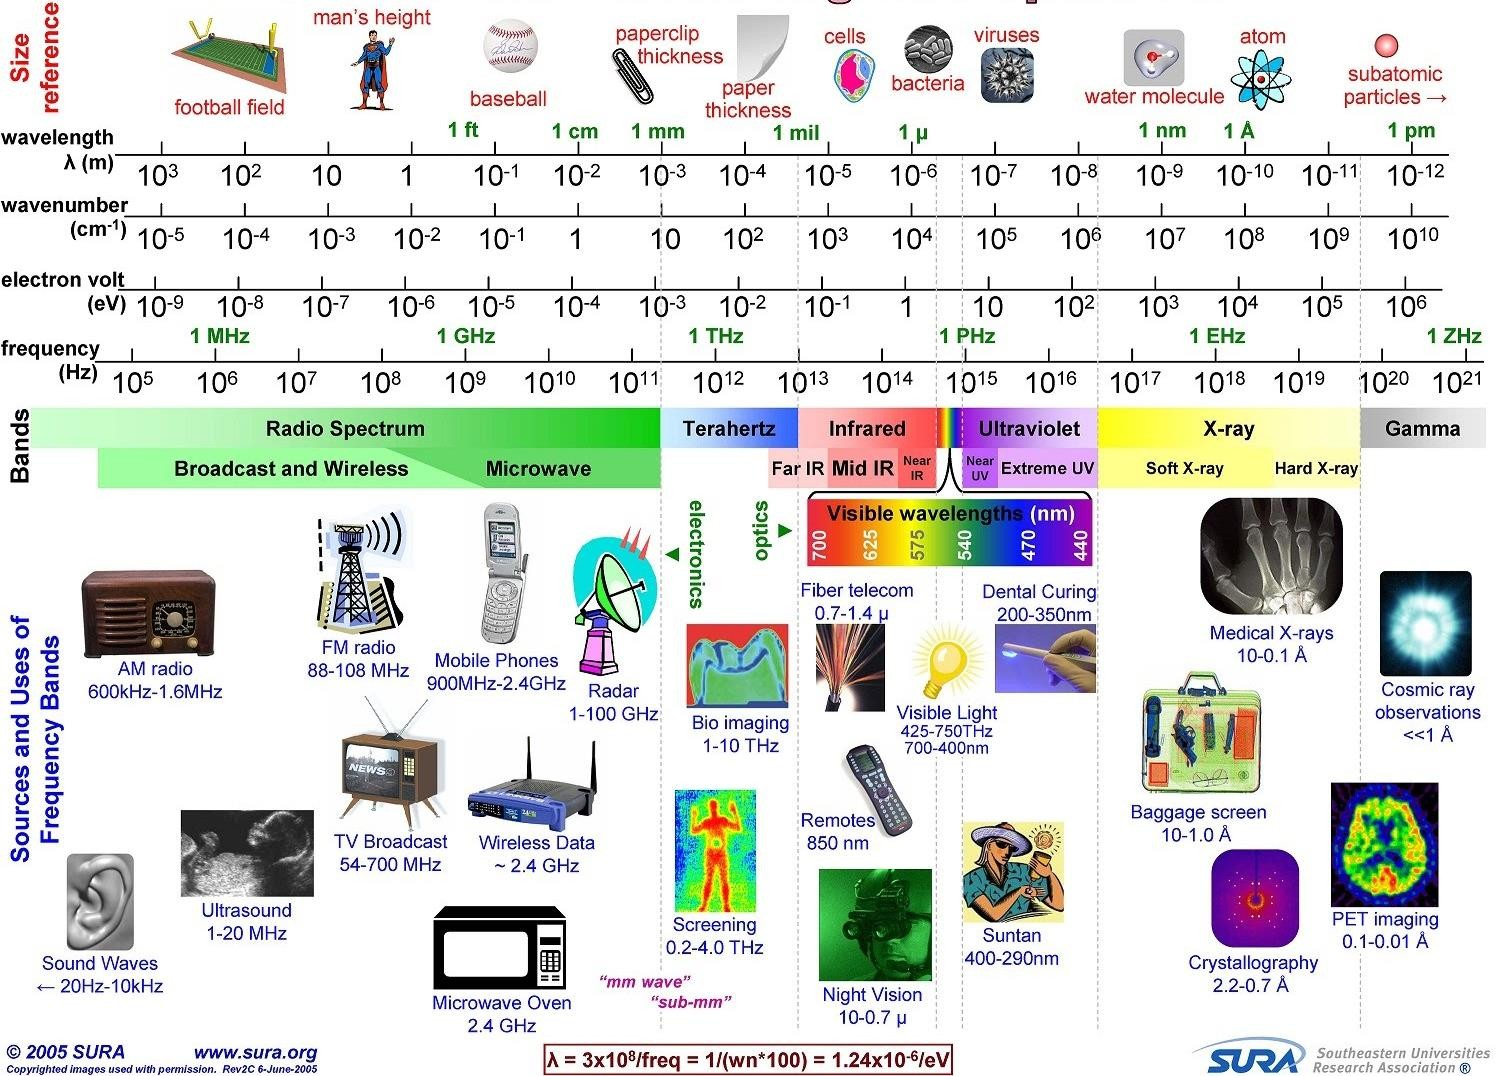 Size reference
football field
man's height
baseball
paperclip thickness
paper thickness
cells
bacteria
viruses
water molecule
atom
subatomic particles →
1 ft 1 cm 1 mm 1 mil 1 µ 1 nm 1 Å 1 pm
wavelength λ (m)
10³ 10² 10 1 10⁻¹ 10⁻² 10⁻³ 10⁻⁴ 10⁻⁵ 10⁻⁶ 10⁻⁷ 10⁻⁸ 10⁻⁹ 10⁻¹⁰ 10⁻¹¹ 10⁻¹²
wavenumber (cm⁻¹)
10⁻⁵ 10⁻⁴ 10⁻³ 10⁻² 10⁻¹ 1 10 10² 10³ 10⁴ 10⁵ 10⁶ 10⁷ 10⁸ 10⁹ 10¹⁰
electron volt (eV)
10⁻⁹ 10⁻⁸ 10⁻⁷ 10⁻⁶ 10⁻⁵ 10⁻⁴ 10⁻³ 10⁻² 10⁻¹ 1 10 10² 10³ 10⁴ 10⁵ 10⁶
1 MHz 1 GHz 1 THz 1 PHz 1 EHz 1 ZHz
frequency (Hz)
10⁵ 10⁶ 10⁷ 10⁸ 10⁹ 10¹⁰ 10¹¹ 10¹² 10¹³ 10¹⁴ 10¹⁵ 10¹⁶ 10¹⁷ 10¹⁸ 10¹⁹ 10²⁰ 10²¹
Bands
Radio Spectrum Terahertz Infrared Ultraviolet X-ray Gamma
Broadcast and Wireless Microwave Far IR Mid IR Near IR Near UV Extreme UV Soft X-ray Hard X-ray
electronics
optics
Visible wavelengths (nm)
700 625 575 540 470 440
Sources and Uses of
Frequency Bands
AM radio
600kHz-1.6MHz
FM radio
88-108 MHz
Mobile Phones
900MHz-2.4GHz
Radar
1-100 GHz
Bio imaging
1-10 THz
Fiber telecom
0.7-1.4 µ
Visible Light
425-750THz
700-400nm
Dental Curing
200-350nm
Medical X-rays
10-0.1 Å
Cosmic ray
observations
<<1 Å
NEWS
TV Broadcast
54-700 MHz
Wireless Data
~ 2.4 GHz
Remotes
850 nm
Baggage screen
10-1.0 Å
Ultrasound
1-20 MHz
Screening
0.2-4.0 THz
Suntan
400-290nm
PET imaging
0.1-0.01 Å
Sound Waves
← 20Hz-10kHz
Microwave Oven
2.4 GHz
"mm wave"
"sub-mm"
Night Vision
10-0.7 µ
Crystallography
2.2-0.7 Å
© 2005 SURA www.sura.org
Copyrighted images used with permission. Rev2C 6-June-2005
λ = 3x10⁸/freq = 1/(wn*100) = 1.24x10⁻⁶/eV
SURA Southeastern Universities
Research Association ®